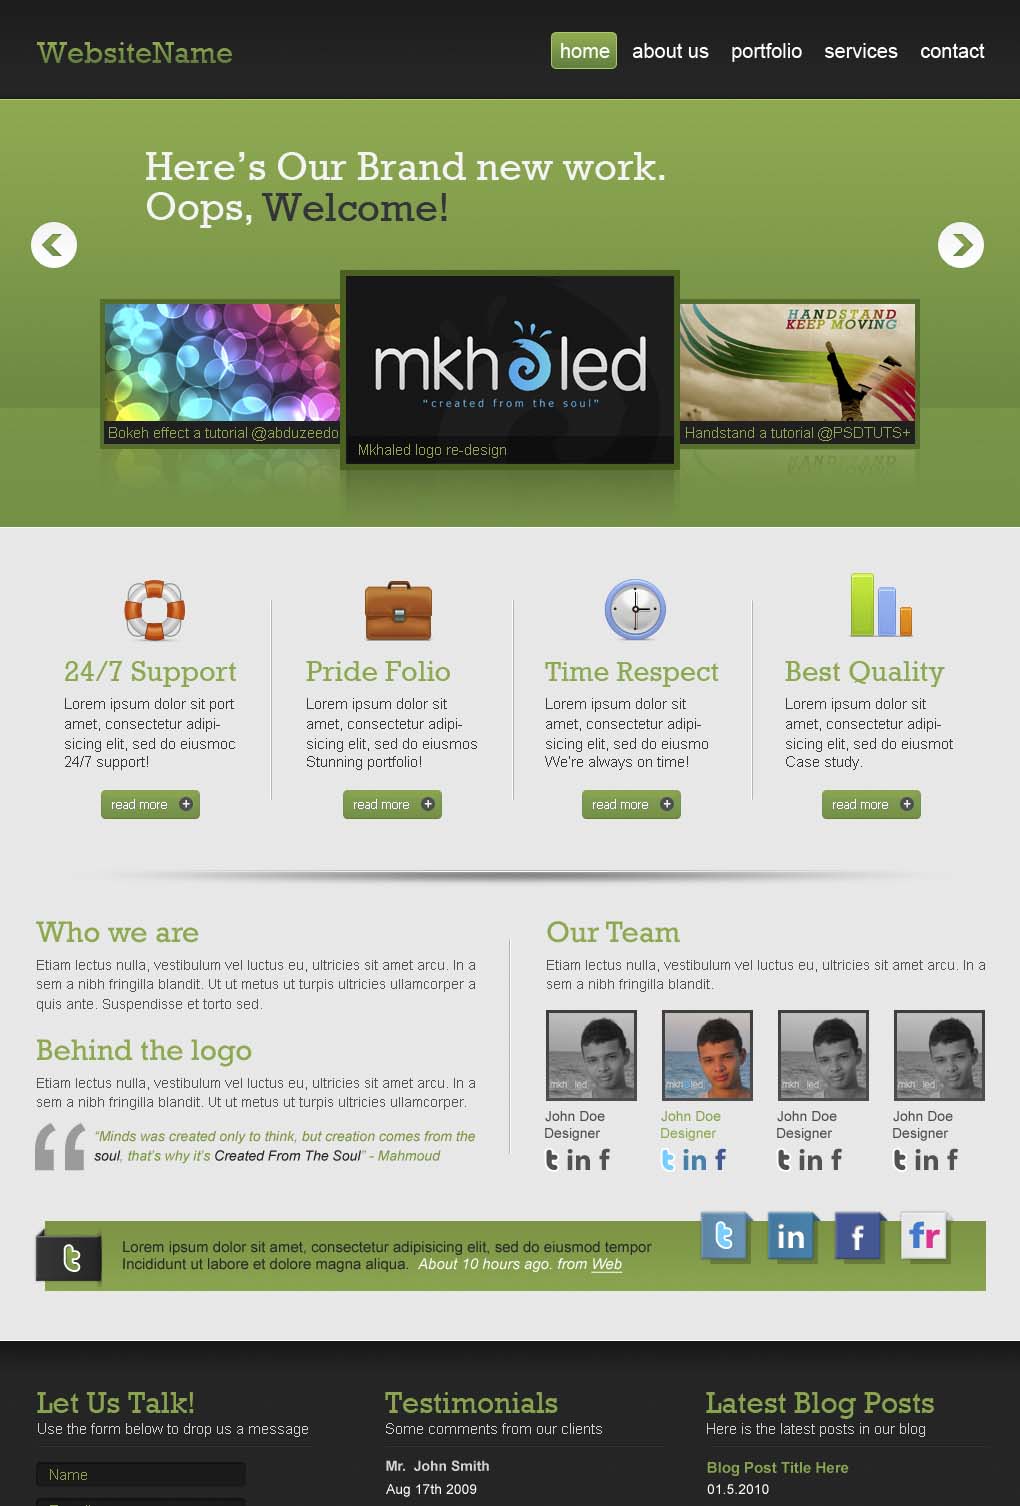 WebsiteName
home about us portfolio services contact
Here's Our Brand new work.
Oops, Welcome!
HANDSTAND
KEEP MOVING
mkhaled
"created from the soul"
Bokeh effect a tutorial @abduzeedo
Mkhaled logo re-design
Handstand a tutorial @PSDTUTS+
24/7 Support
Lorem ipsum dolor sit port
amet, consectetur adipi-
sicing elit, sed do eiusmoc
24/7 support!
read more
Pride Folio
Lorem ipsum dolor sit
amet, consectetur adipi-
sicing elit, sed do eiusmos
Stunning portfolio!
read more
Time Respect
Lorem ipsum dolor sit
amet, consectetur adipi-
sicing elit, sed do eiusmo
We're always on time!
read more
Best Quality
Lorem ipsum dolor sit
amet, consectetur adipi-
sicing elit, sed do eiusmot
Case study.
read more
Who we are
Etiam lectus nulla, vestibulum vel luctus eu, ultricies sit amet arcu. In a
sem a nibh fringilla blandit. Ut ut metus ut turpis ultricies ullamcorper a
quis ante. Suspendisse et torto sed.
Behind the logo
Etiam lectus nulla, vestibulum vel luctus eu, ultricies sit amet arcu. In a
sem a nibh fringilla blandit. Ut ut metus ut turpis ultricies ullamcorper.
“Minds was created only to think, but creation comes from the
soul, that's why it's Created From The Soul” - Mahmoud
Our Team
Etiam lectus nulla, vestibulum vel luctus eu, ultricies sit amet arcu. In a
sem a nibh fringilla blandit.
mkhaled mkhaled mkhaled mkhaled
John Doe John Doe John Doe John Doe
Designer Designer Designer Designer
t in f t in f t in f t in f
t in f fr
t
Lorem ipsum dolor sit amet, consectetur adipisicing elit, sed do eiusmod tempor
Incididunt ut labore et dolore magna aliqua. About 10 hours ago. from Web
Let Us Talk!
Use the form below to drop us a message
Name
Testimonials
Some comments from our clients
Mr. John Smith
Aug 17th 2009
Latest Blog Posts
Here is the latest posts in our blog
Blog Post Title Here
01.5.2010